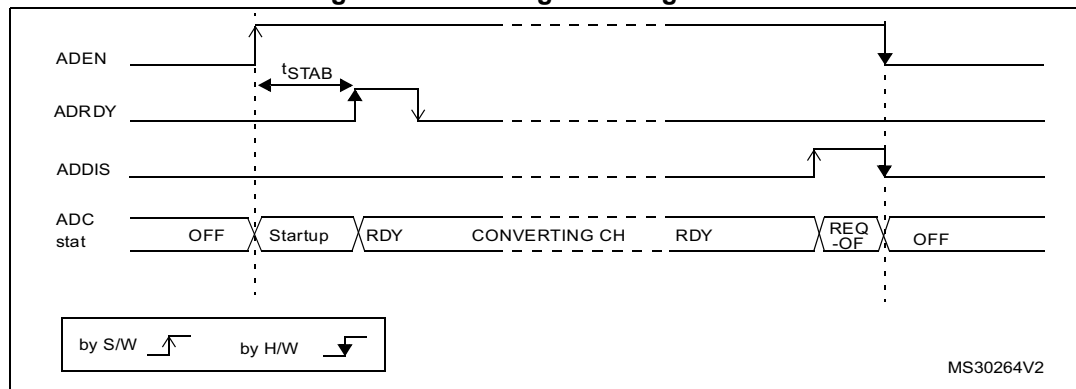 ADEN
tSTAB
ADRDY
ADDIS
ADC
stat
OFF Startup RDY CONVERTING CH RDY REQ
-OF OFF
by S/W by H/W
MS30264V2